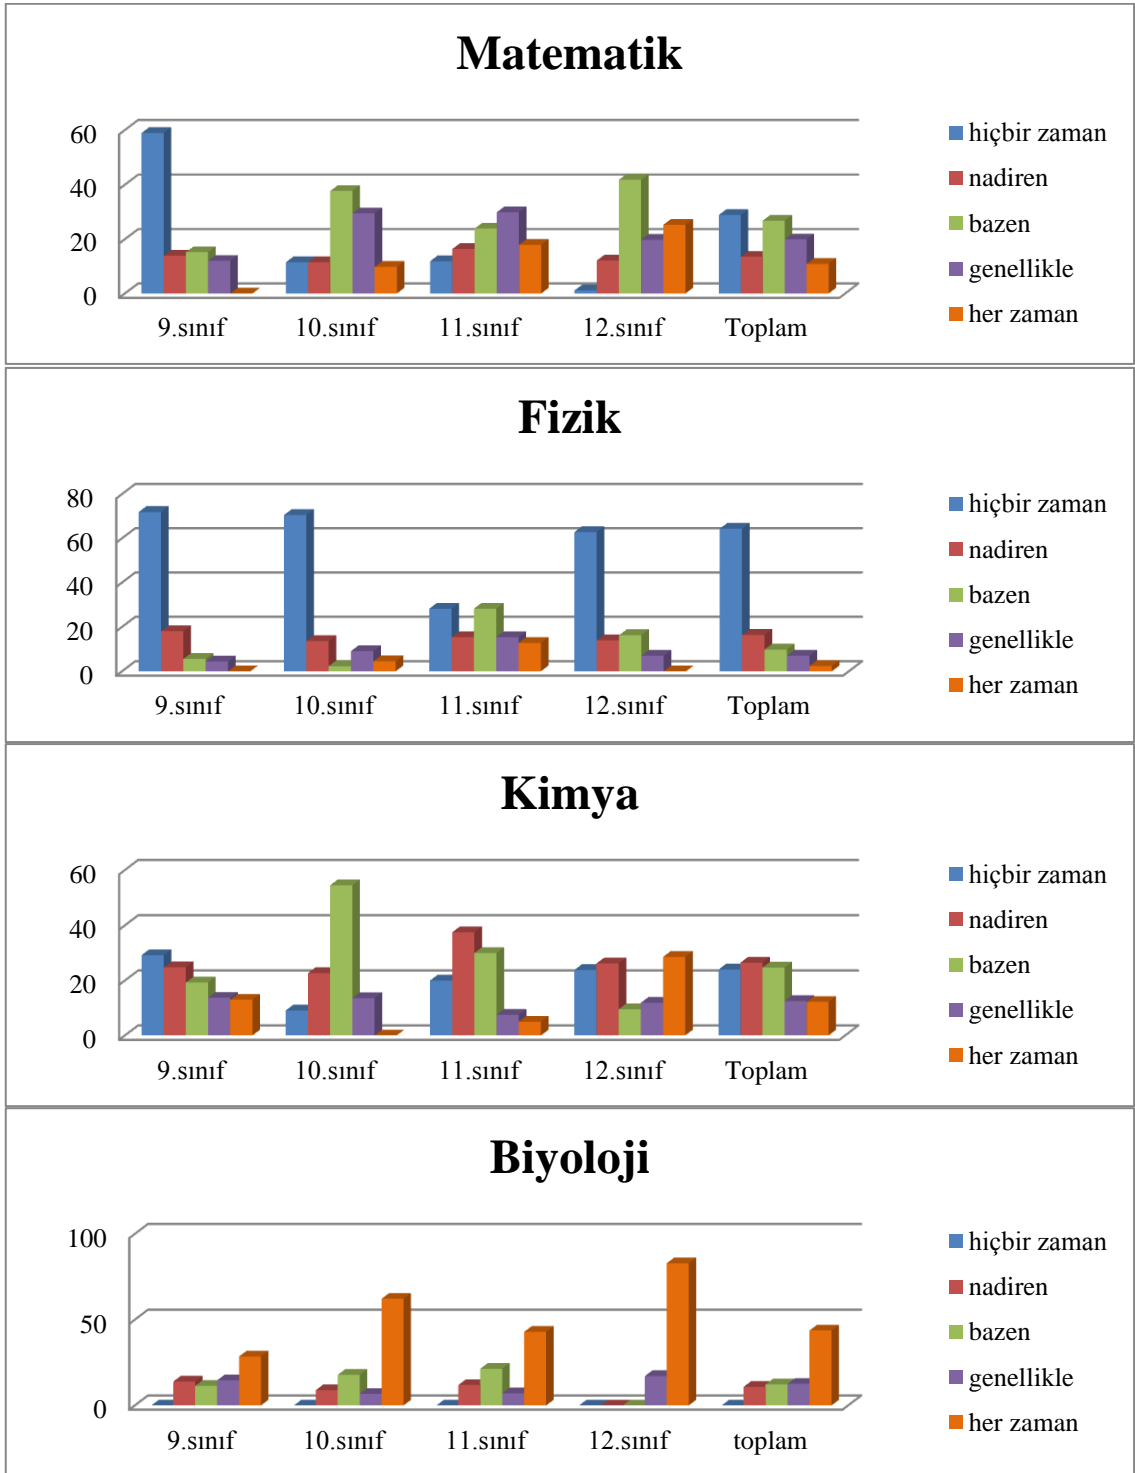 Matematik
60
40
20
0
9.sınıf 10.sınıf 11.sınıf 12.sınıf Toplam
hiçbir zaman
nadiren
bazen
genellikle
her zaman
Fizik
80
60
40
20
0
9.sınıf 10.sınıf 11.sınıf 12.sınıf Toplam
hiçbir zaman
nadiren
bazen
genellikle
her zaman
Kimya
60
40
20
0
9.sınıf 10.sınıf 11.sınıf 12.sınıf Toplam
hiçbir zaman
nadiren
bazen
genellikle
her zaman
Biyoloji
100
50
0
9.sınıf 10.sınıf 11.sınıf 12.sınıf toplam
hiçbir zaman
nadiren
bazen
genellikle
her zaman